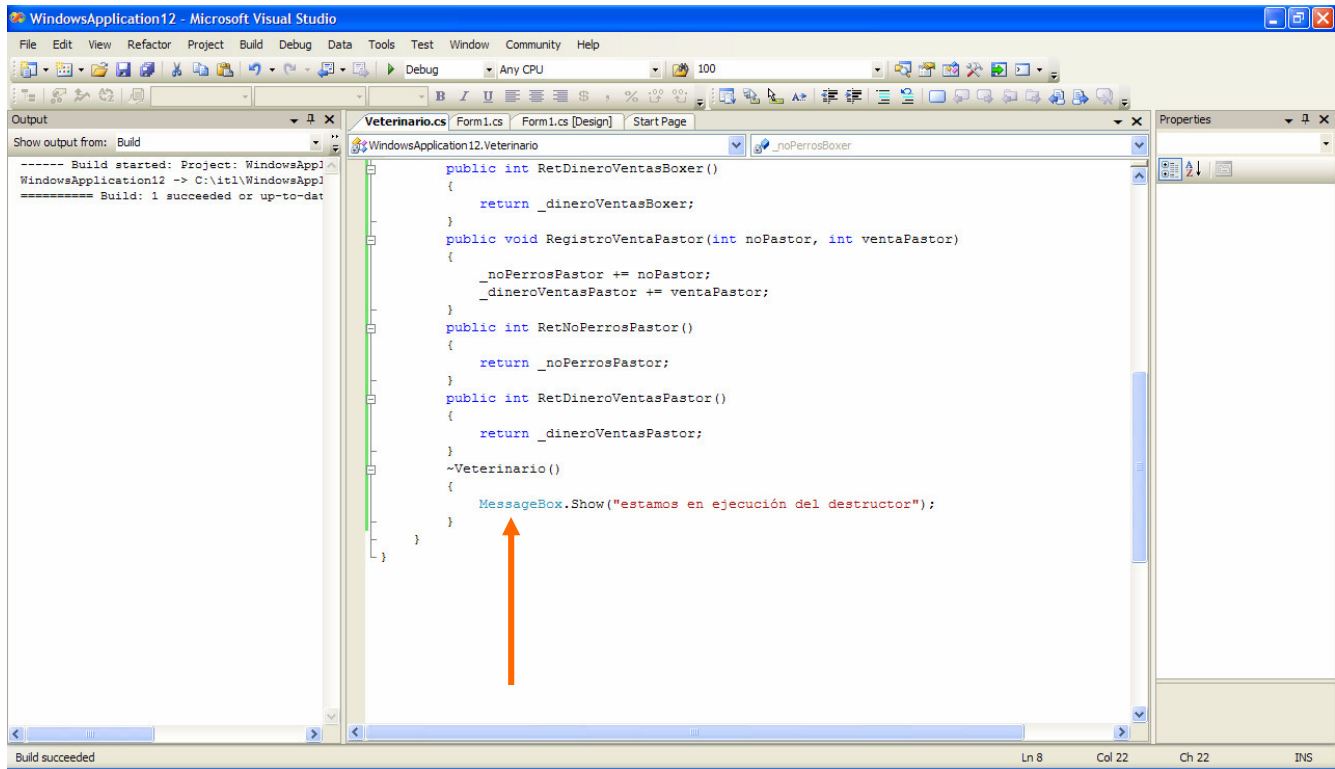 WindowsApplication12 - Microsoft Visual Studio
File Edit View Refactor Project Build Debug Data Tools Test Window Community Help
Debug Any CPU 100
Output
Show output from: Build
------ Build started: Project: WindowsAppl
WindowsApplication12 -> C:\itl\WindowsAppl
========== Build: 1 succeeded or up-to-dat
Veterinario.cs Form1.cs Form1.cs [Design] Start Page
WindowsApplication12.Veterinario _noPerrosBoxer
public int RetDineroVentasBoxer()
{
return _dineroVentasBoxer;
}
public void RegistroVentaPastor(int noPastor, int ventaPastor)
{
_noPerrosPastor += noPastor;
_dineroVentasPastor += ventaPastor;
}
public int RetNoPerrosPastor()
{
return _noPerrosPastor;
}
public int RetDineroVentasPastor()
{
return _dineroVentasPastor;
}
~Veterinario()
{
MessageBox.Show("estamos en ejecución del destructor");
}
}
}
Properties
Build succeeded Ln 8 Col 22 Ch 22 INS